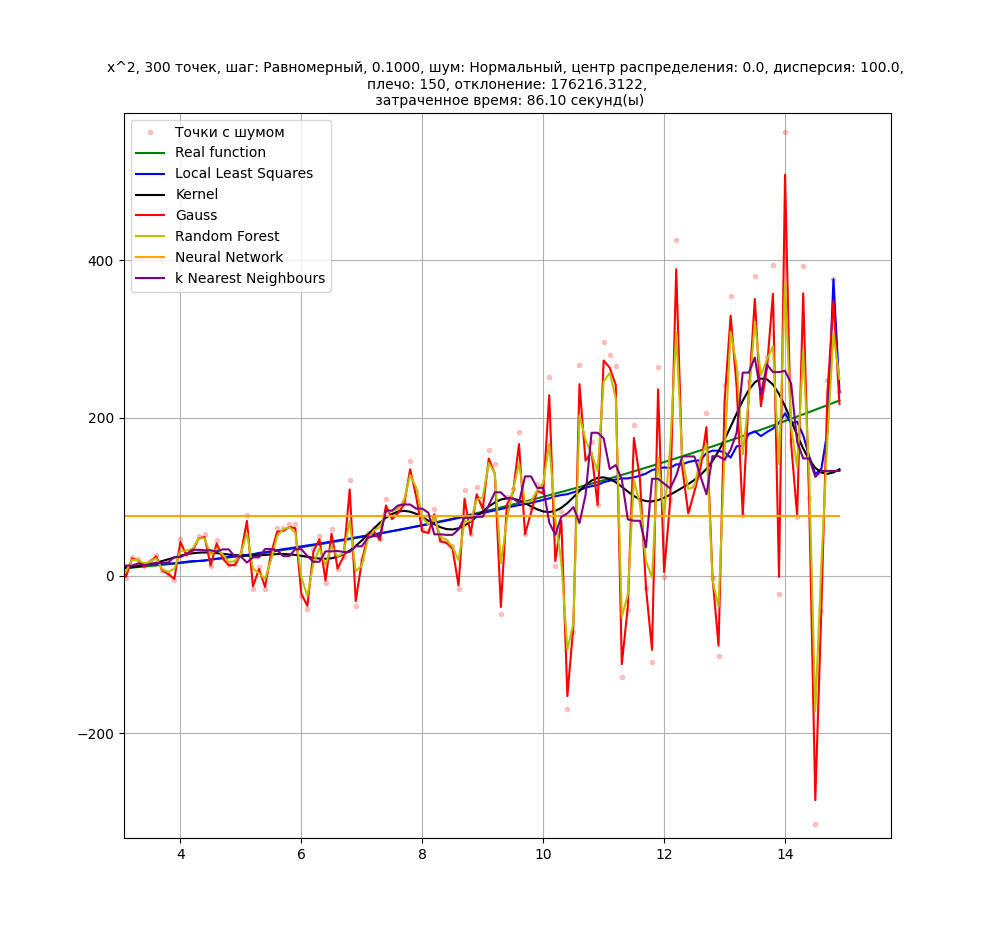 x^2, 300 точек, шаг: Равномерный, 0.1000, шум: Нормальный, центр распределения: 0.0, дисперсия: 100.0,
плечо: 150, отклонение: 176216.3122,
затраченное время: 86.10 секунд(ы)
Точки с шумом
Real function
Local Least Squares
Kernel
Gauss
Random Forest
Neural Network
k Nearest Neighbours
400
200
0
−200
4 6 8 10 12 14